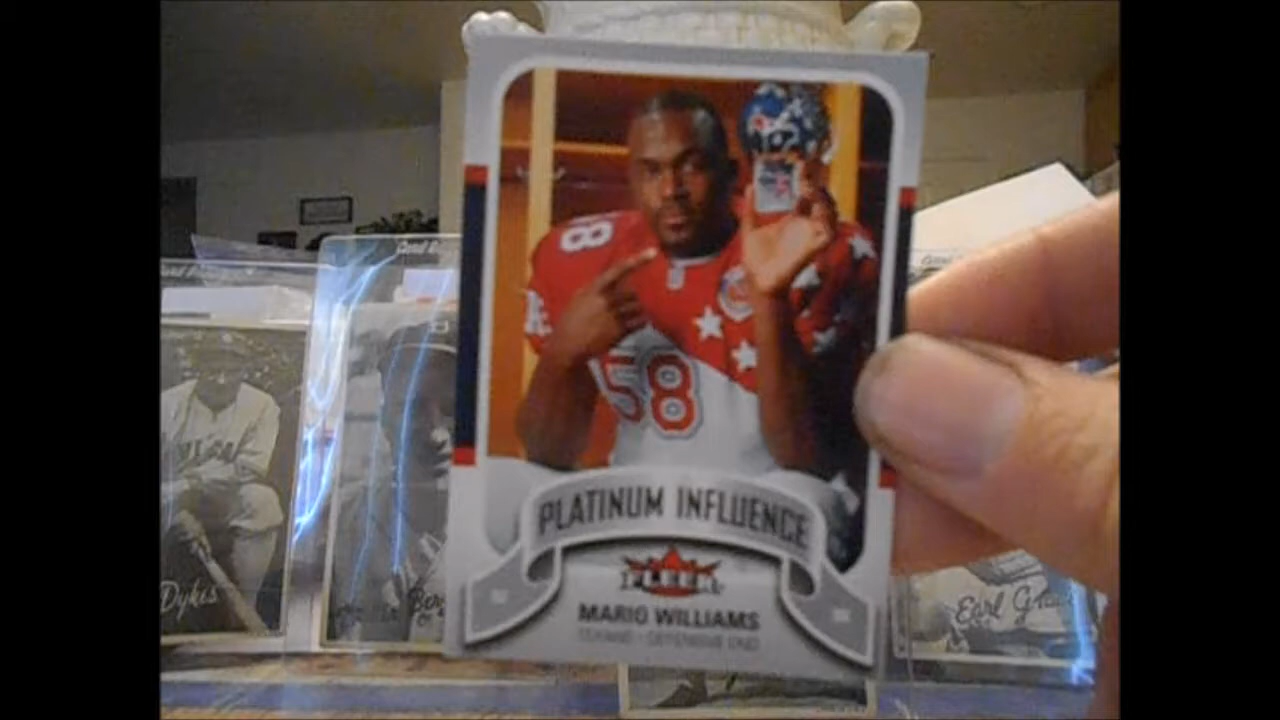 58
58
PLATINUM INFLUENCE
FLEER
MARIO WILLIAMS
TEXANS • DEFENSIVE END
Dykes
Earl